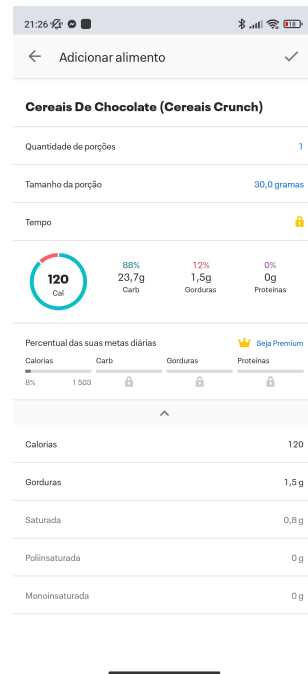 21:26
18
Adicionar alimento
Cereais De Chocolate (Cereais Crunch)
Quantidade de porções 1
Tamanho da porção 30,0 gramas
Tempo
88% 12% 0%
120 23,7g 1,5g 0g
Cal Carb Gorduras Proteínas
Percentual das suas metas diárias Seja Premium
Calorias Carb Gorduras Proteínas
8% 1 503
Calorias 120
Gorduras 1,5 g
Saturada 0,8 g
Poliinsaturada 0 g
Monoinsaturada 0 g